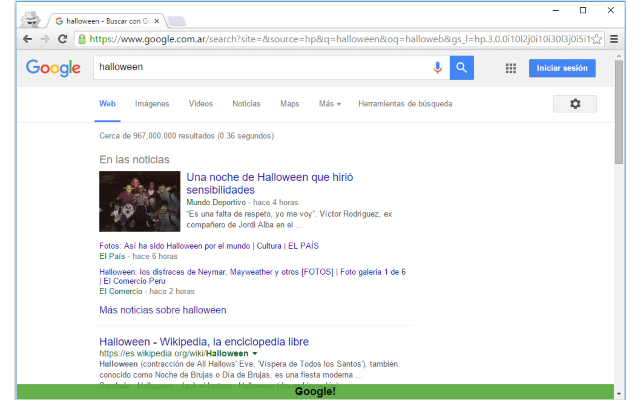 halloween - Buscar con G
https://www.google.com.ar/search?site=&source=hp&q=halloween&oq=halloweb&gs_l=hp.3.0.0i10l2j0i10i30l3j0i5i1
Google
halloween
Iniciar sesión
Web Imágenes Vídeos Noticias Maps Más Herramientas de búsqueda
Cerca de 967,000,000 resultados (0.36 segundos)
En las noticias
Una noche de Halloween que hirió
sensibilidades
Mundo Deportivo - hace 4 horas
"Es una falta de respeto, yo me voy". Víctor Rodríguez, ex
compañero de Jordi Alba en el ...
Fotos: Así ha sido Halloween por el mundo | Cultura | EL PAÍS
El País - hace 6 horas
Halloween: los disfraces de Neymar, Mayweather y otros [FOTOS] | Foto galeria 1 de 6
| El Comercio Peru
El Comercio - hace 2 horas
Más noticias sobre halloween
Halloween - Wikipedia, la enciclopedia libre
https://es.wikipedia.org/wiki/Halloween
Halloween (contracción de All Hallows' Eve, 'Víspera de Todos los Santos'), también
conocido como Noche de Brujas o Día de Brujas, es una fiesta moderna ...
Google!